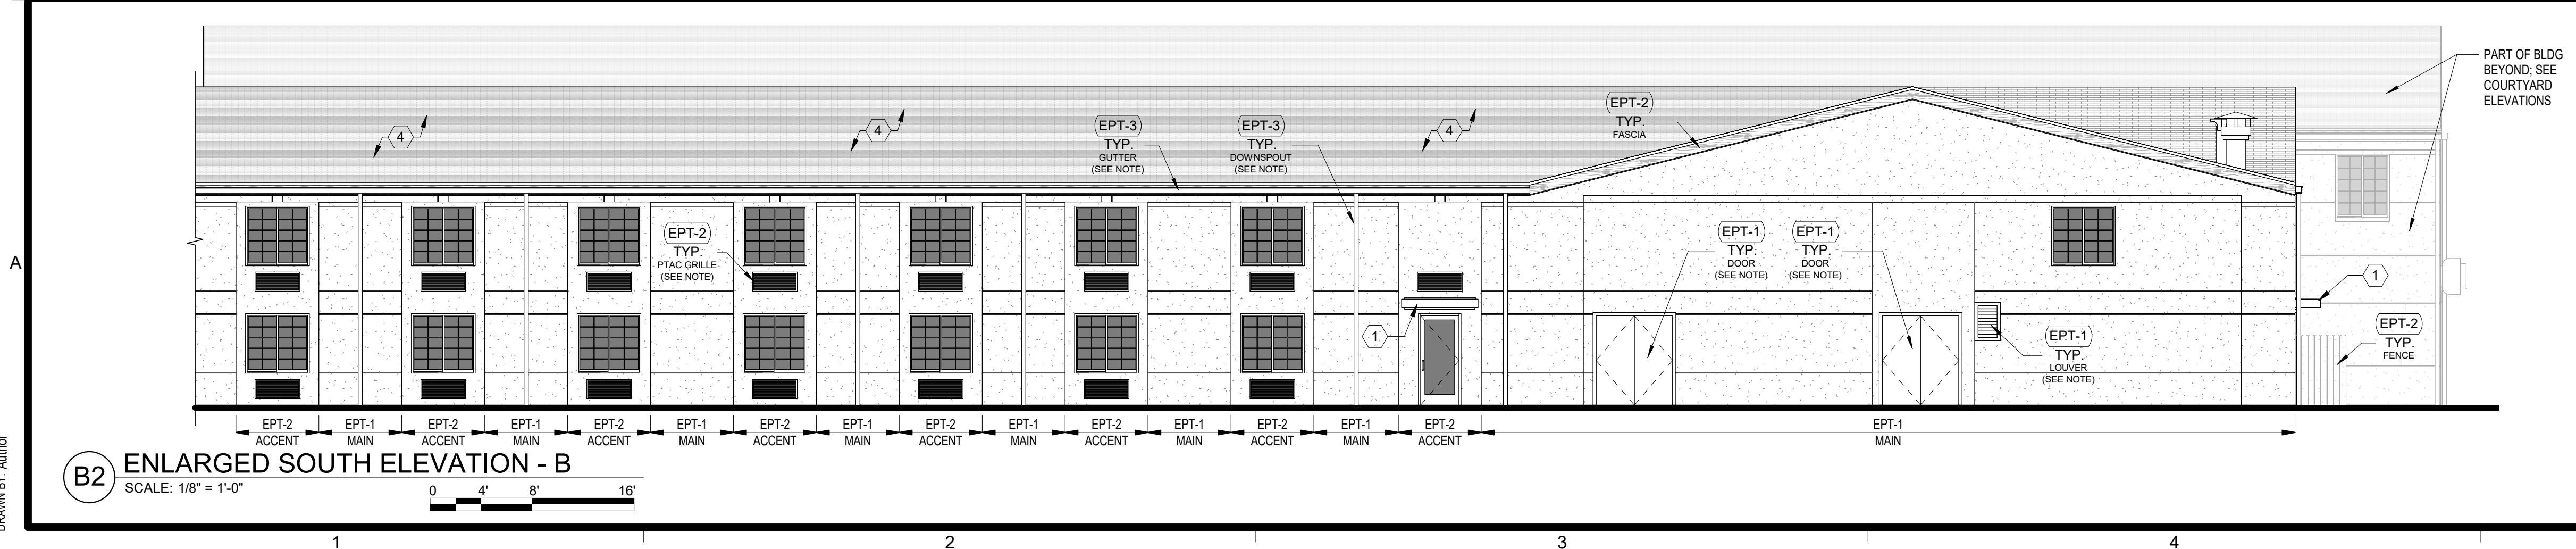 PART OF BLDG
BEYOND; SEE
COURTYARD
ELEVATIONS
4
4
4
EPT-3
TYP.
GUTTER
(SEE NOTE)
EPT-3
TYP.
DOWNSPOUT
(SEE NOTE)
EPT-2
TYP.
FASCIA
EPT-2
TYP.
PTAC GRILLE
(SEE NOTE)
EPT-1
TYP.
DOOR
(SEE NOTE)
EPT-1
TYP.
DOOR
(SEE NOTE)
A
1
1
EPT-1
TYP.
LOUVER
(SEE NOTE)
EPT-2
TYP.
FENCE
EPT-2
ACCENT
EPT-1
MAIN
EPT-2
ACCENT
EPT-1
MAIN
EPT-2
ACCENT
EPT-1
MAIN
EPT-2
ACCENT
EPT-1
MAIN
EPT-2
ACCENT
EPT-1
MAIN
EPT-2
ACCENT
EPT-1
MAIN
EPT-2
ACCENT
EPT-1
MAIN
EPT-2
ACCENT
EPT-1
MAIN
B2
ENLARGED SOUTH ELEVATION - B
SCALE: 1/8" = 1'-0"
0 4' 8' 16'
DRAWN BY: Author
1 2 3 4